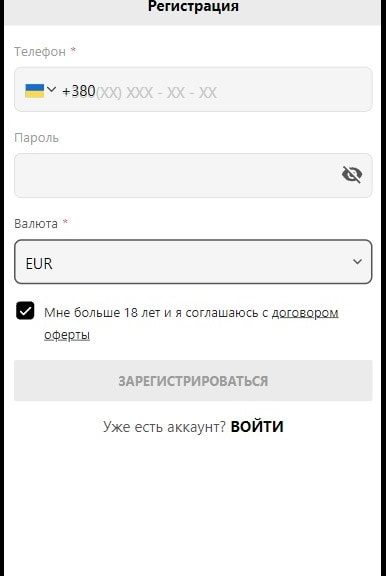 Регистрация
Телефон *
+380(XX) XXX - XX - XX
Пароль
Валюта *
EUR
Мне больше 18 лет и я соглашаюсь с договором
оферты
ЗАРЕГИСТРИРОВАТЬСЯ
Уже есть аккаунт? ВОЙТИ